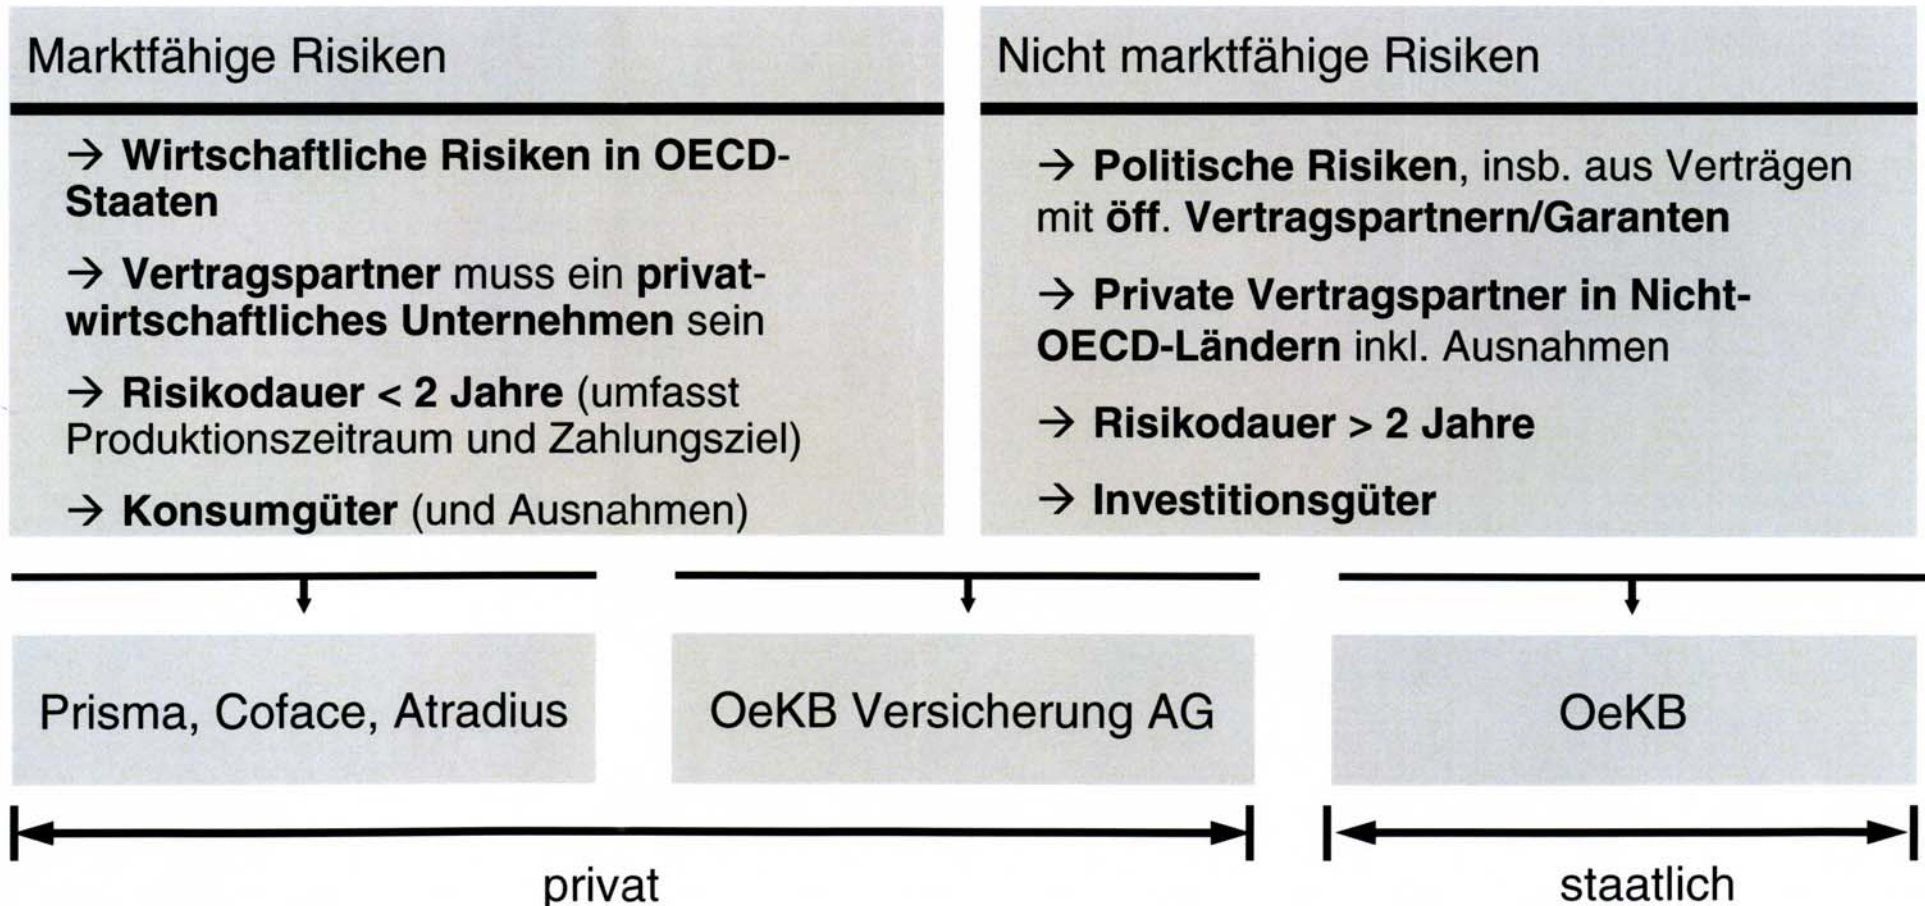 Marktfähige Risiken
→ Wirtschaftliche Risiken in OECD-
Staaten
→ Vertragspartner muss ein privat-
wirtschaftliches Unternehmen sein
→ Risikodauer < 2 Jahre (umfasst
Produktionszeitraum und Zahlungsziel)
→ Konsumgüter (und Ausnahmen)
Nicht marktfähige Risiken
→ Politische Risiken, insb. aus Verträgen
mit öff. Vertragspartnern/Garanten
→ Private Vertragspartner in Nicht-
OECD-Ländern inkl. Ausnahmen
→ Risikodauer > 2 Jahre
→ Investitionsgüter
Prisma, Coface, Atradius
OeKB Versicherung AG
OeKB
privat
staatlich